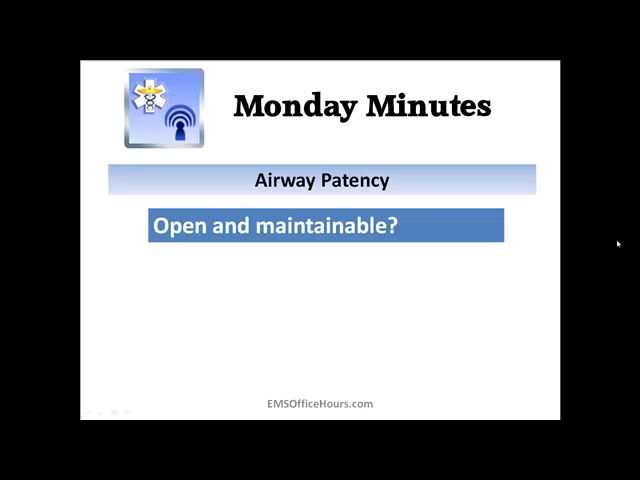 Monday Minutes
Airway Patency
Open and maintainable?
EMSOfficeHours.com